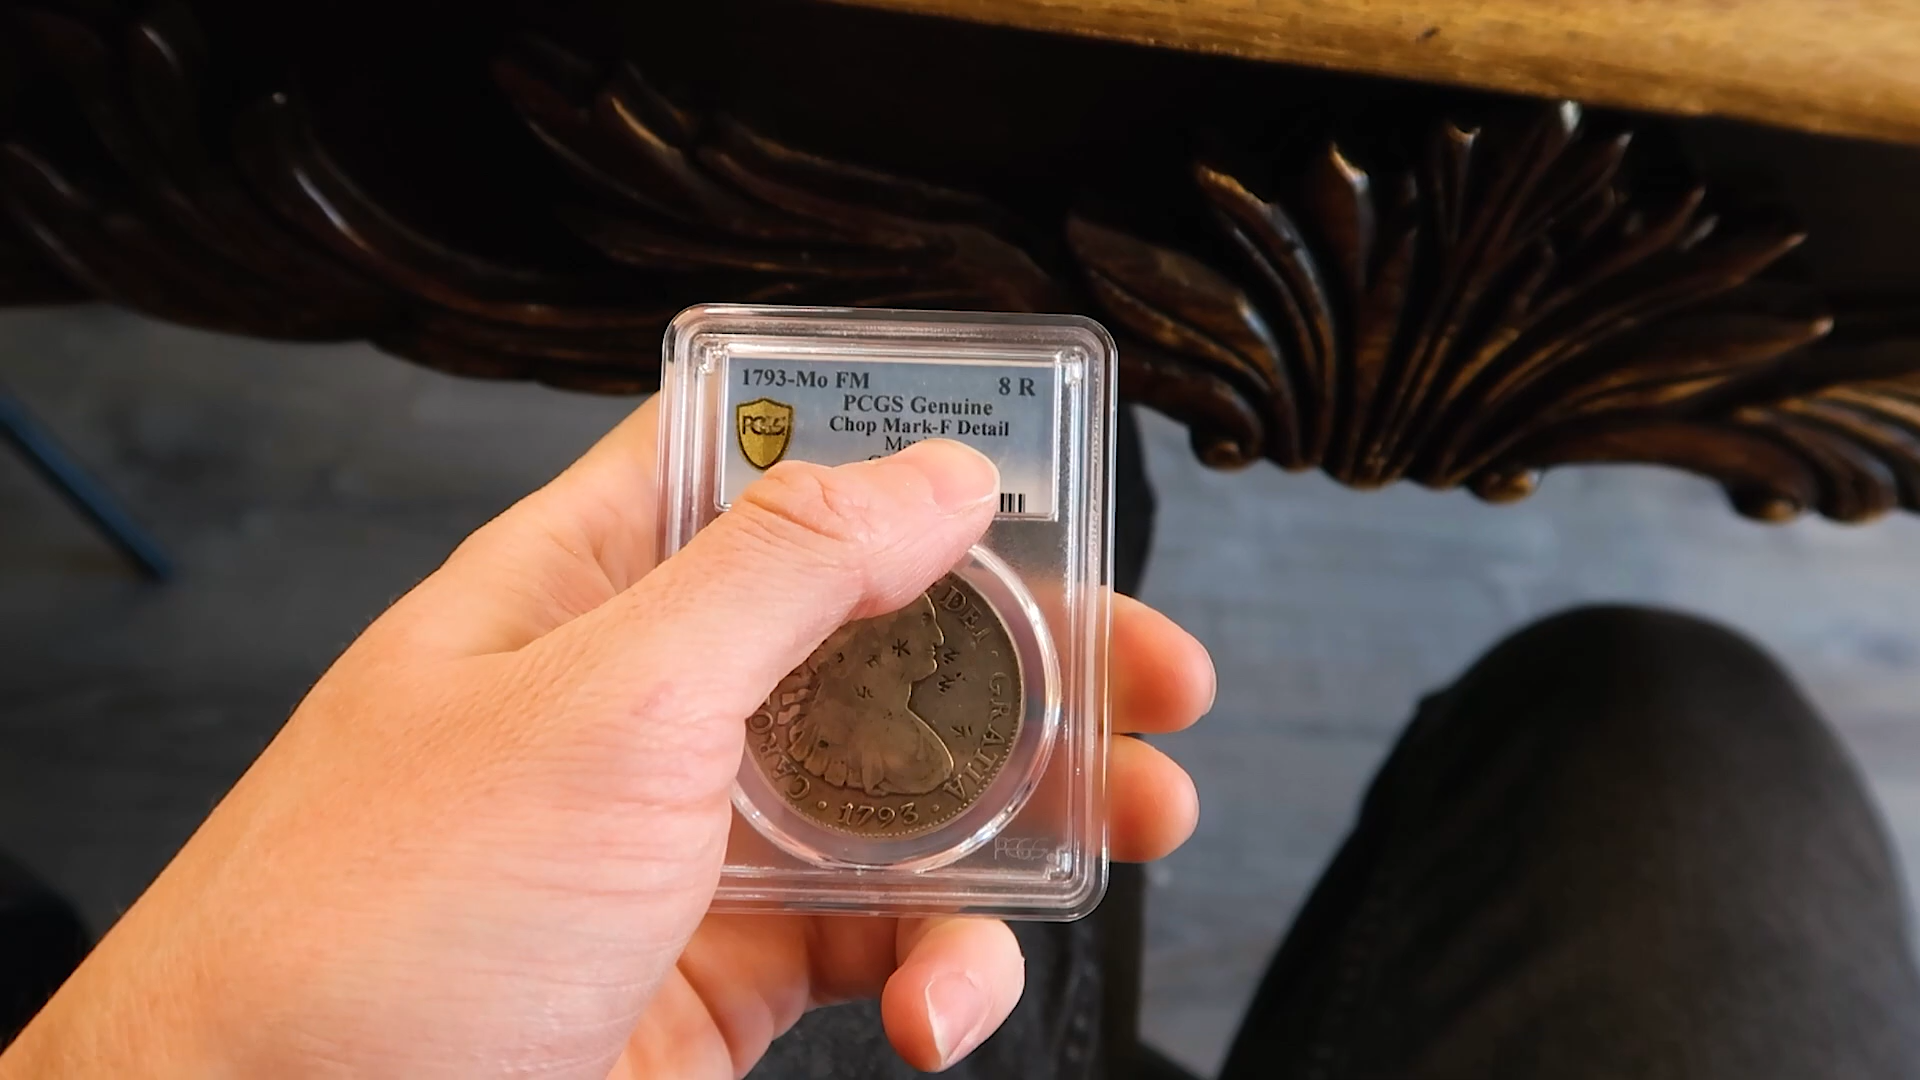 1793-Mo FM 8 R
PCGS Genuine
PCGS
Chop Mark-F Detail
DEI · GRATIA
· 1793 ·
PCGS